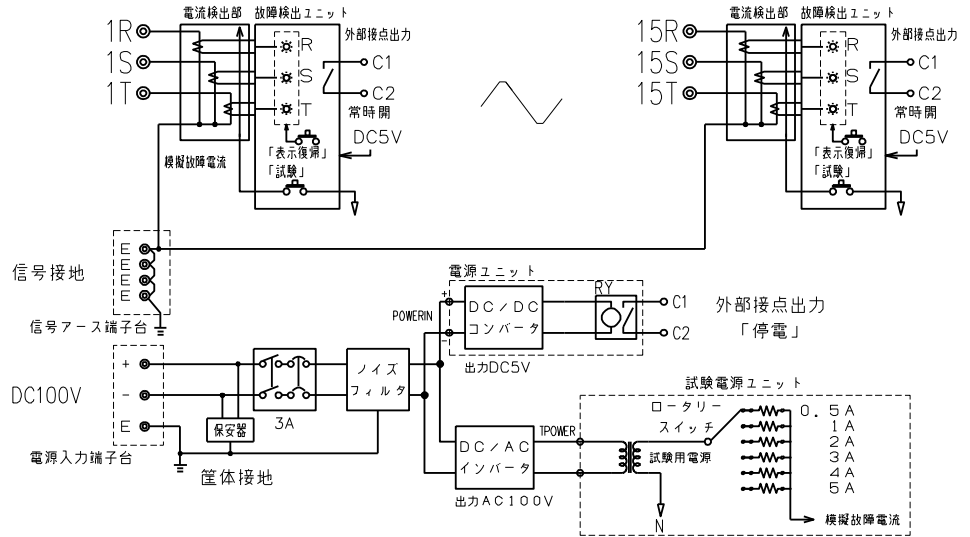 電流検出部 故障検出ユニット
1R
1S
1T
R
S
T
外部接点出力
C1
C2
常時開
DC5V
模擬故障電流
「表示復帰」
「試験」
電流検出部 故障検出ユニット
15R
15S
15T
R
S
T
外部接点出力
C1
C2
常時開
DC5V
「表示復帰」
「試験」
信号接地
E
E
E
E
信号アース端子台
電源ユニット
POWERIN
+
-
DC/DC
コンバータ
出力DC5V
RY
C1
C2
外部接点出力
「停電」
DC100V
+
-
E
電源入力端子台
保安器
3A
ノイズ
フィルタ
筐体接地
DC/AC
インバータ
出力AC100V
TPOWER
試験電源ユニット
ロータリー
スイッチ
試験用電源
N
0.5A
1A
2A
3A
4A
5A
模擬故障電流